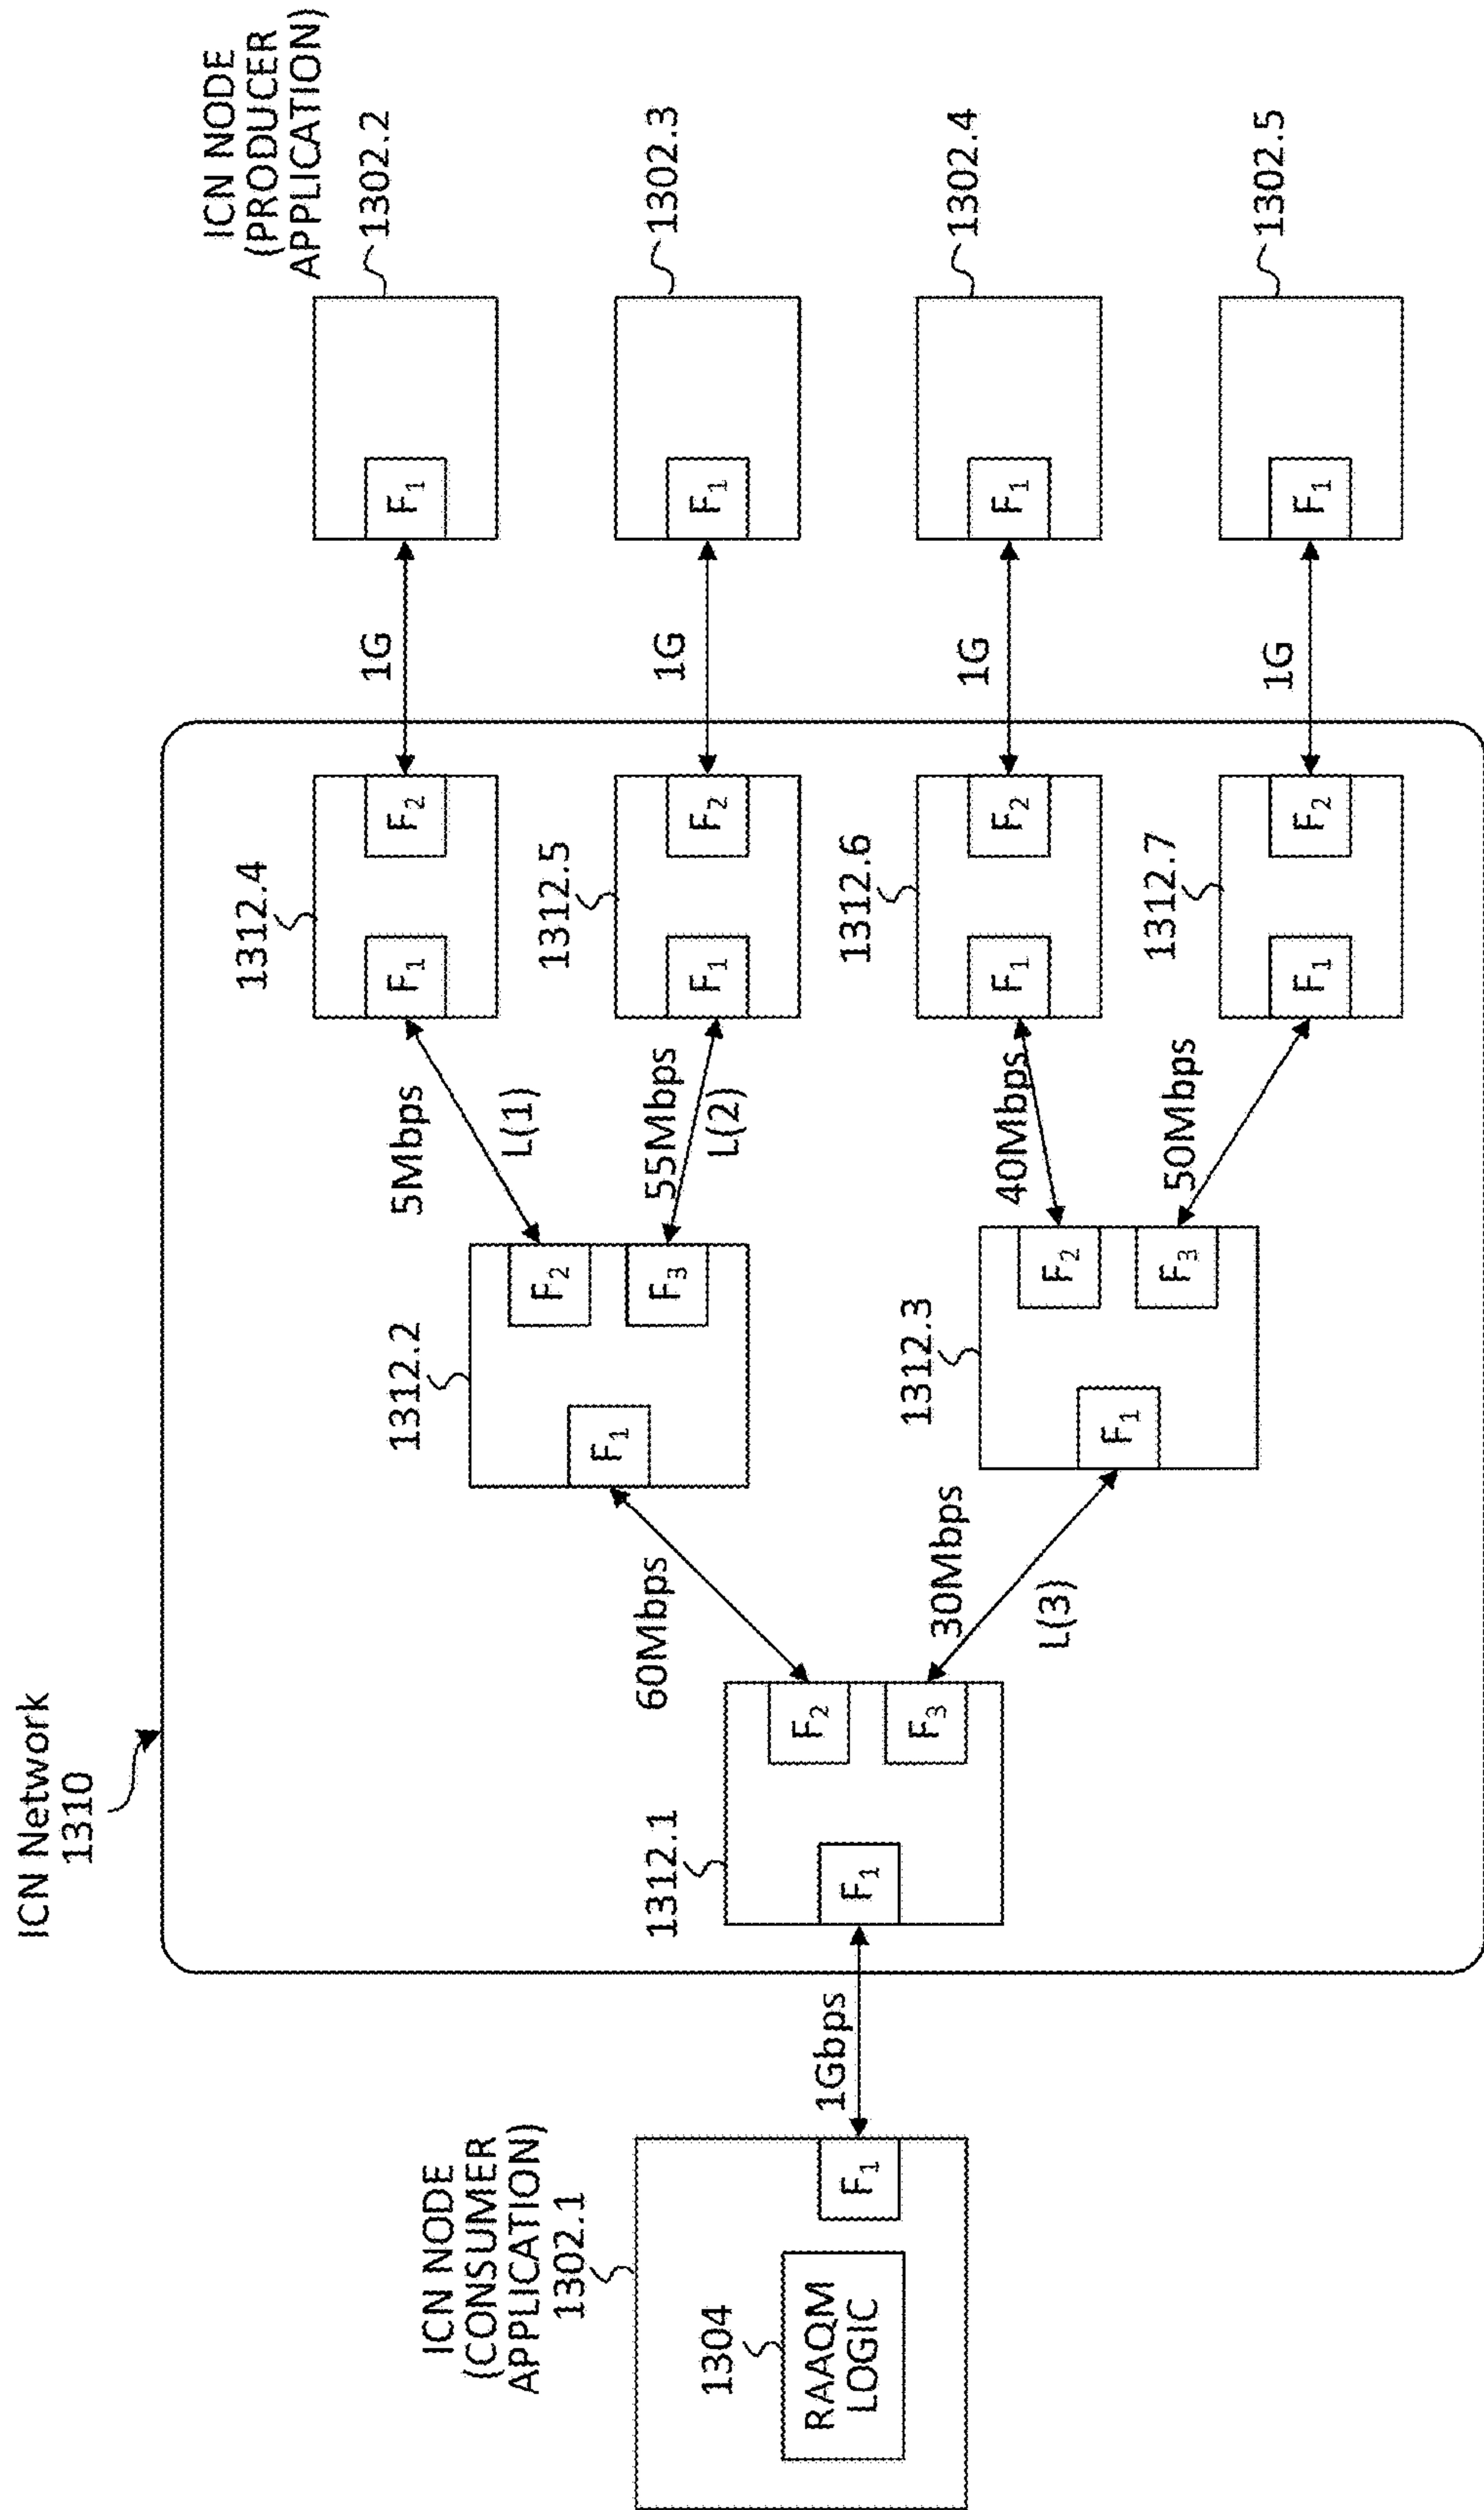 ICN Network
1310
ICN NODE
(CONSUMER
APPLICATION)
1302.1
1304
RAAQM
LOGIC
F1
1Gbps
1312.1
F1
F2
F3
60Mbps
30Mbps
L(3)
1312.2
F1
F2
F3
1312.3
F1
F2
F3
5Mbps
L(1)
55Mbps
L(2)
40Mbps
50Mbps
1312.4
F1
F2
1312.5
F1
F2
1312.6
F1
F2
1312.7
F1
F2
1G
1G
1G
1G
ICN NODE
(PRODUCER
APPLICATION)
1302.2
F1
1302.3
F1
1302.4
F1
1302.5
F1